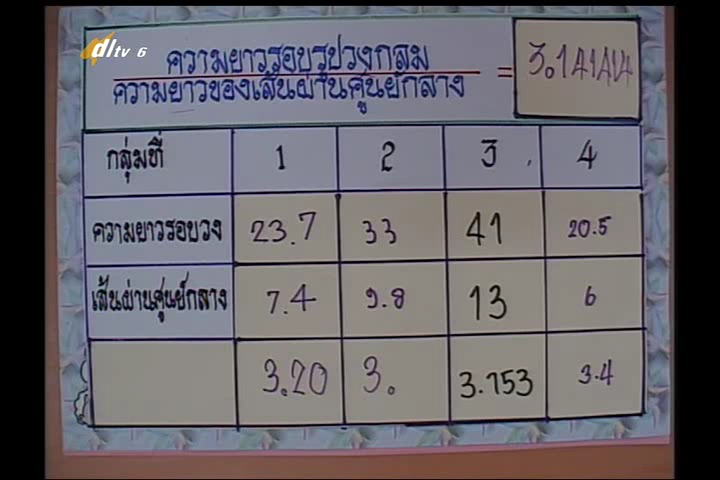 dltv 6
ความยาวรอบรูปวงกลม
ความยาวของเส้นผ่านศูนย์กลาง = 3.14144
กลุ่มที่ 1 2 3 4
ความยาวรอบวง 23.7 33 41 20.5
เส้นผ่านศูนย์กลาง 7.4 9.8 13 6
3.20 3. 3.153 3.4